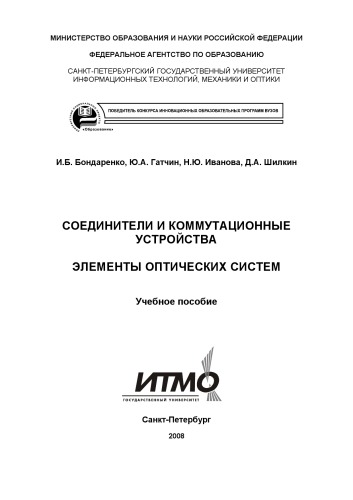 МИНИСТЕРСТВО ОБРАЗОВАНИЯ И НАУКИ РОССИЙСКОЙ ФЕДЕРАЦИИ
ФЕДЕРАЛЬНОЕ АГЕНТСТВО ПО ОБРАЗОВАНИЮ
САНКТ-ПЕТЕРБУРГСКИЙ ГОСУДАРСТВЕННЫЙ УНИВЕРСИТЕТ
ИНФОРМАЦИОННЫХ ТЕХНОЛОГИЙ, МЕХАНИКИ И ОПТИКИ
ПОБЕДИТЕЛЬ КОНКУРСА ИННОВАЦИОННЫХ ОБРАЗОВАТЕЛЬНЫХ ПРОГРАММ ВУЗОВ
«Образование»
И.Б. Бондаренко, Ю.А. Гатчин, Н.Ю. Иванова, Д.А. Шилкин
СОЕДИНИТЕЛИ И КОММУТАЦИОННЫЕ
УСТРОЙСТВА
ЭЛЕМЕНТЫ ОПТИЧЕСКИХ СИСТЕМ
Учебное пособие
ИТМО
ГОСУДАРСТВЕННЫЙ УНИВЕРСИТЕТ
Санкт-Петербург
2008